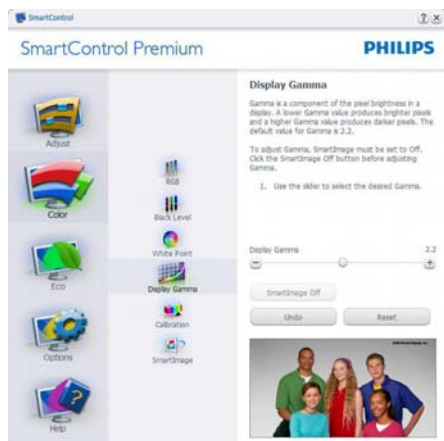 SmartControl
SmartControl Premium
PHILIPS
Adjust
Color
Eco
Options
Help
RGB
Black Level
White Point
Display Gamma
Calibration
SmartImage
Display Gamma
Gamma is a component of the pixel brightness in a
display. A lower Gamma value produces brighter pixels
and a higher Gamma value produces darker pixels. The
default value for Gamma is 2.2.
To adjust Gamma, SmartImage must be set to Off.
Click the SmartImage Off button before adjusting
Gamma.
1. Use the slider to select the desired Gamma.
Display Gamma 2.2
SmartImage Off
Undo Reset